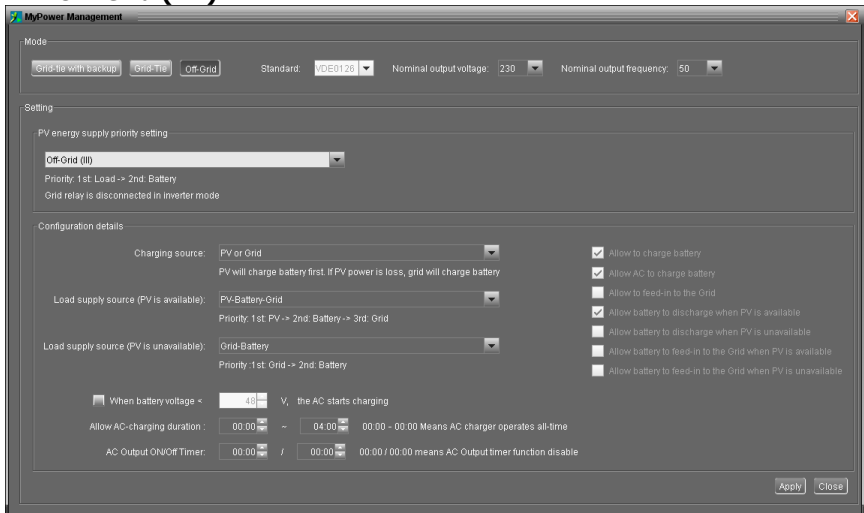 MyPower Management
Mode
Grid-tie with backup Grid-Tie Off-Grid Standard: VDE0126 Nominal output voltage: 230 Nominal output frequency: 50
Setting
PV energy supply priority setting
Off-Grid (III)
Priority: 1st: Load -> 2nd: Battery
Grid relay is disconnected in inverter mode
Configuration details
Charging source: PV or Grid
PV will charge battery first. If PV power is loss, grid will charge battery
Load supply source (PV is available): PV-Battery-Grid
Priority: 1st: PV -> 2nd: Battery -> 3rd: Grid
Load supply source (PV is unavailable): Grid-Battery
Priority :1st: Grid -> 2nd: Battery
When battery voltage < 48 V, the AC starts charging
Allow AC-charging duration : 00:00 – 04:00 00:00 - 00:00 Means AC charger operates all-time
AC Output ON/Off Timer: 00:00 / 00:00 00:00 / 00:00 means AC Output timer function disable
Allow to charge battery
Allow AC to charge battery
Allow to feed-in to the Grid
Allow battery to discharge when PV is available
Allow battery to discharge when PV is unavailable
Allow battery to feed-in to the Grid when PV is available
Allow battery to feed-in to the Grid when PV is unavailable
Apply Close